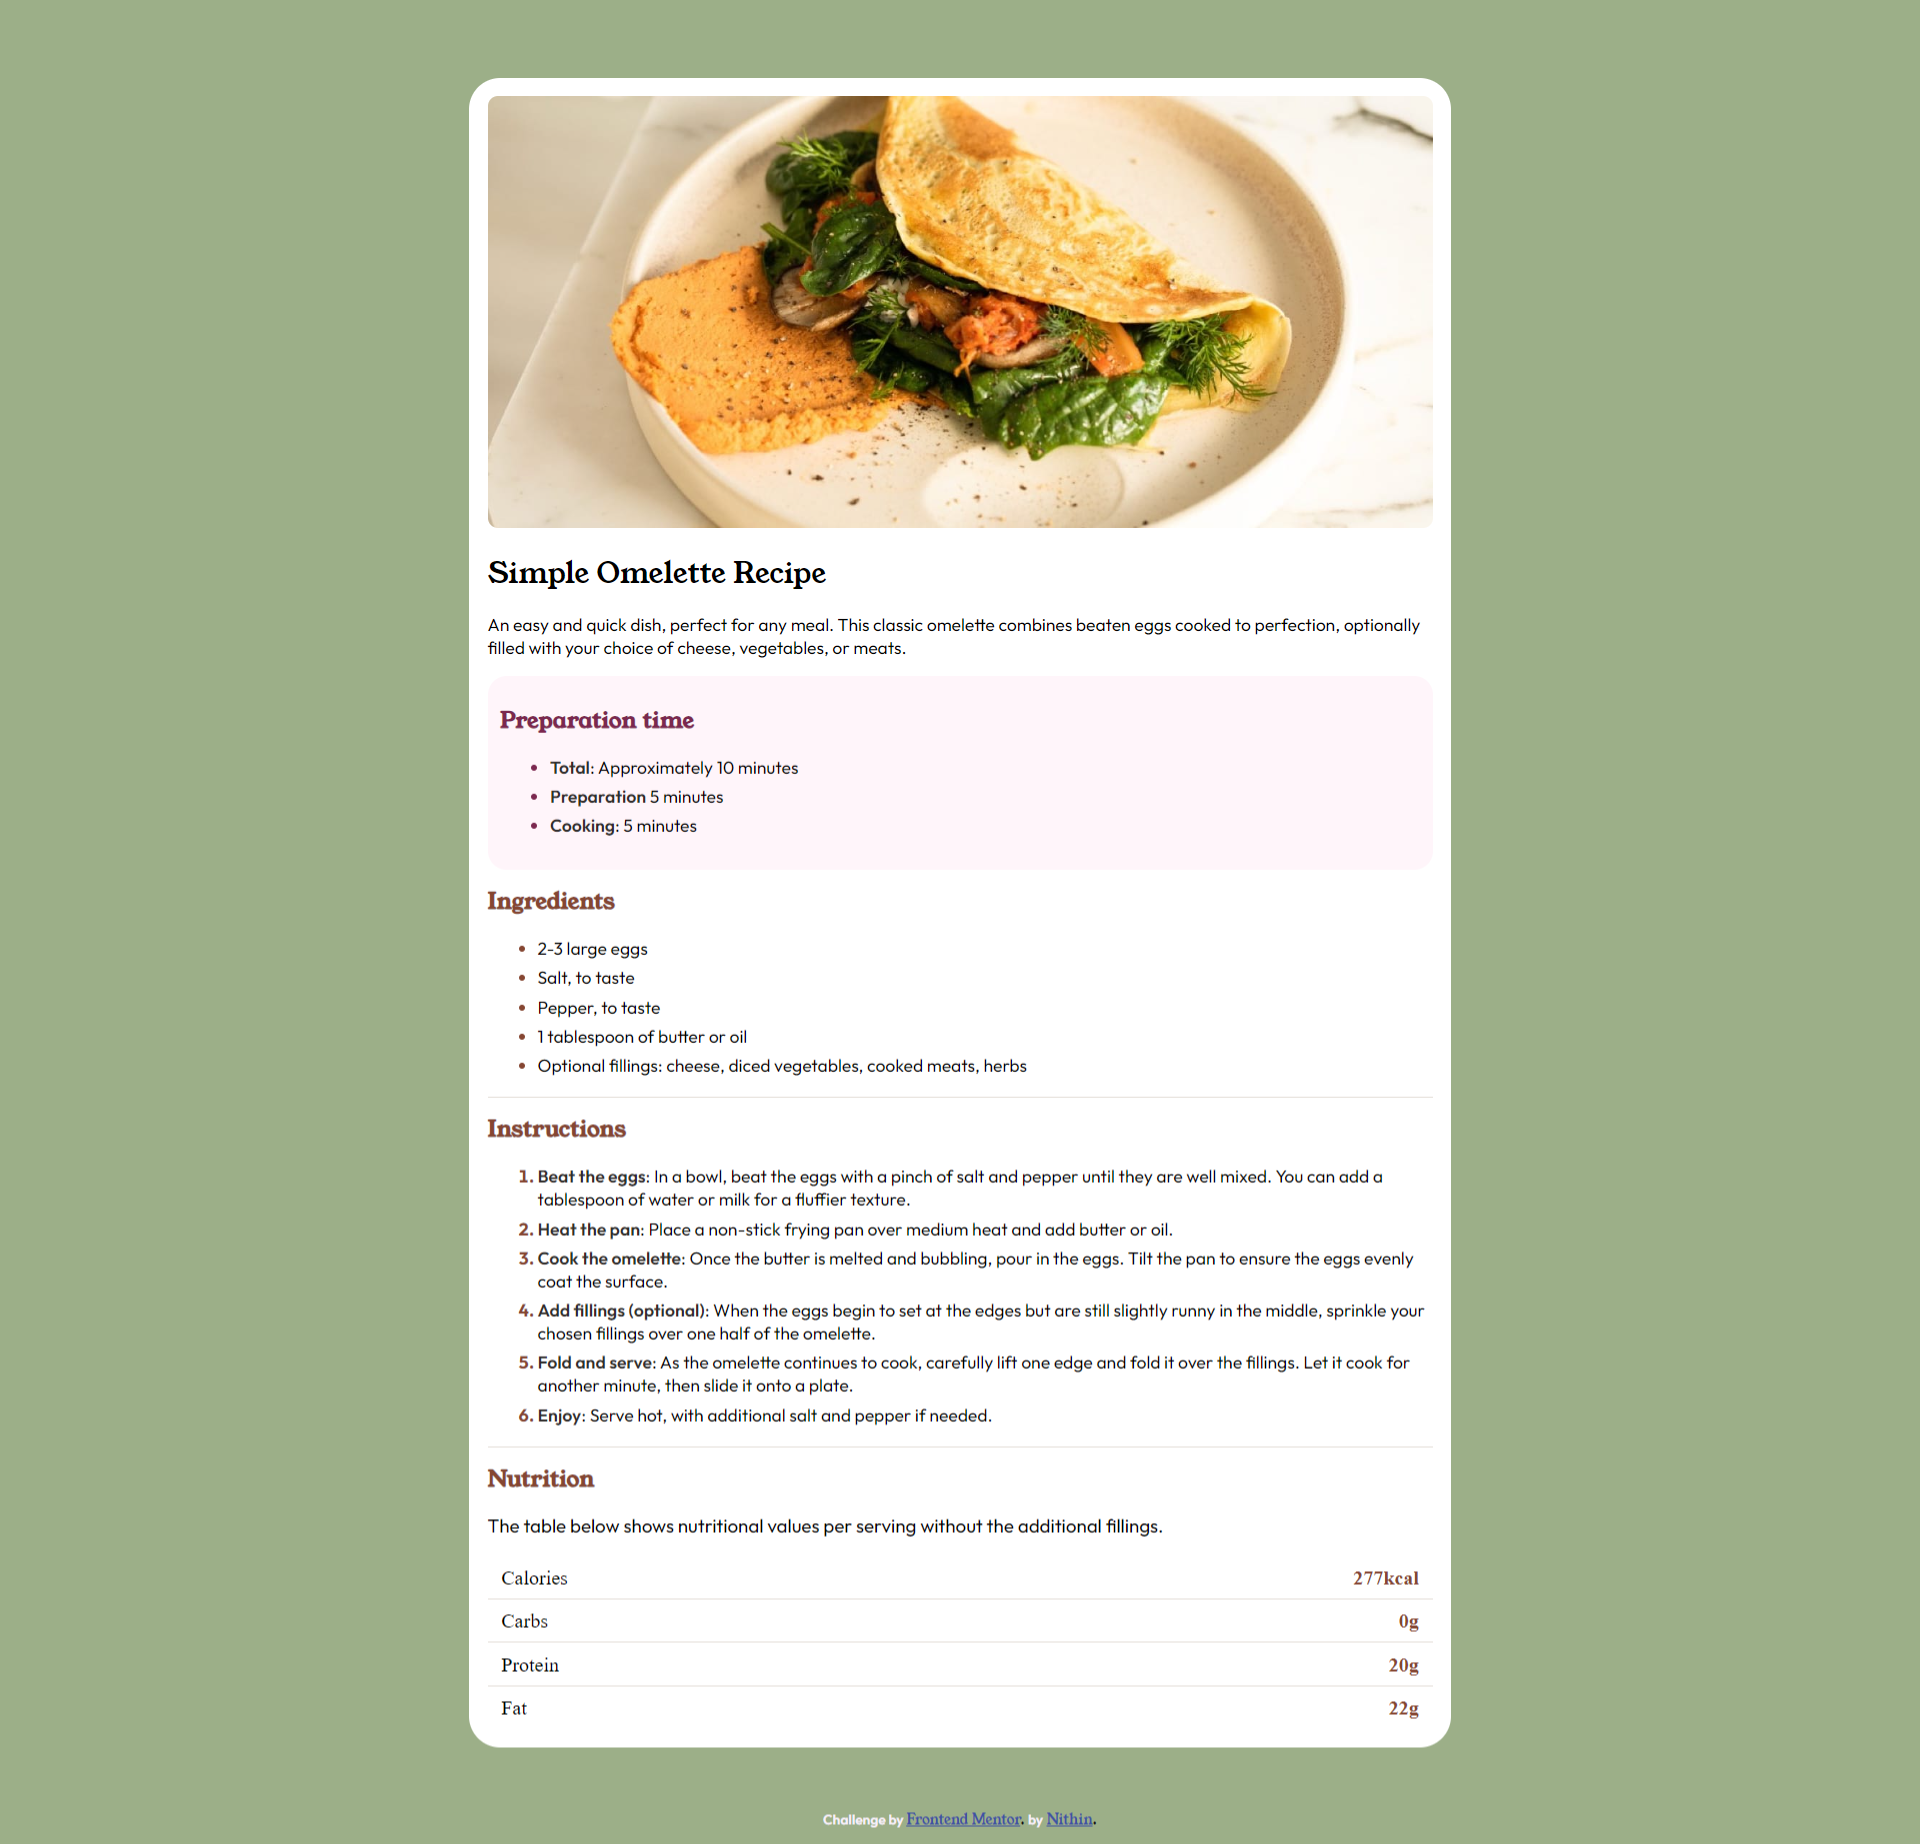 Simple Omelette Recipe
An easy and quick dish, perfect for any meal. This classic omelette combines beaten eggs cooked to perfection, optionally
filled with your choice of cheese, vegetables, or meats.
Preparation time
• Total: Approximately 10 minutes
• Preparation 5 minutes
• Cooking: 5 minutes
Ingredients
• 2-3 large eggs
• Salt, to taste
• Pepper, to taste
• 1 tablespoon of butter or oil
• Optional fillings: cheese, diced vegetables, cooked meats, herbs
Instructions
1. Beat the eggs: In a bowl, beat the eggs with a pinch of salt and pepper until they are well mixed. You can add a
tablespoon of water or milk for a fluffier texture.
2. Heat the pan: Place a non-stick frying pan over medium heat and add butter or oil.
3. Cook the omelette: Once the butter is melted and bubbling, pour in the eggs. Tilt the pan to ensure the eggs evenly
coat the surface.
4. Add fillings (optional): When the eggs begin to set at the edges but are still slightly runny in the middle, sprinkle your
chosen fillings over one half of the omelette.
5. Fold and serve: As the omelette continues to cook, carefully lift one edge and fold it over the fillings. Let it cook for
another minute, then slide it onto a plate.
6. Enjoy: Serve hot, with additional salt and pepper if needed.
Nutrition
The table below shows nutritional values per serving without the additional fillings.
Calories 277kcal
Carbs 0g
Protein 20g
Fat 22g
Challenge by Frontend Mentor. by Nithin.